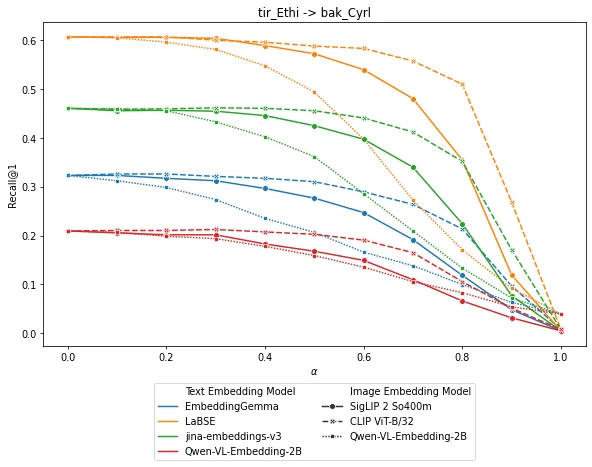 tir_Ethi -> bak_Cyrl
Recall@1
0.6
0.5
0.4
0.3
0.2
0.1
0.0
0.0 0.2 0.4 0.6 0.8 1.0
α
Text Embedding Model Image Embedding Model
EmbeddingGemma SigLIP 2 So400m
LaBSE CLIP ViT-B/32
jina-embeddings-v3 Qwen-VL-Embedding-2B
Qwen-VL-Embedding-2B